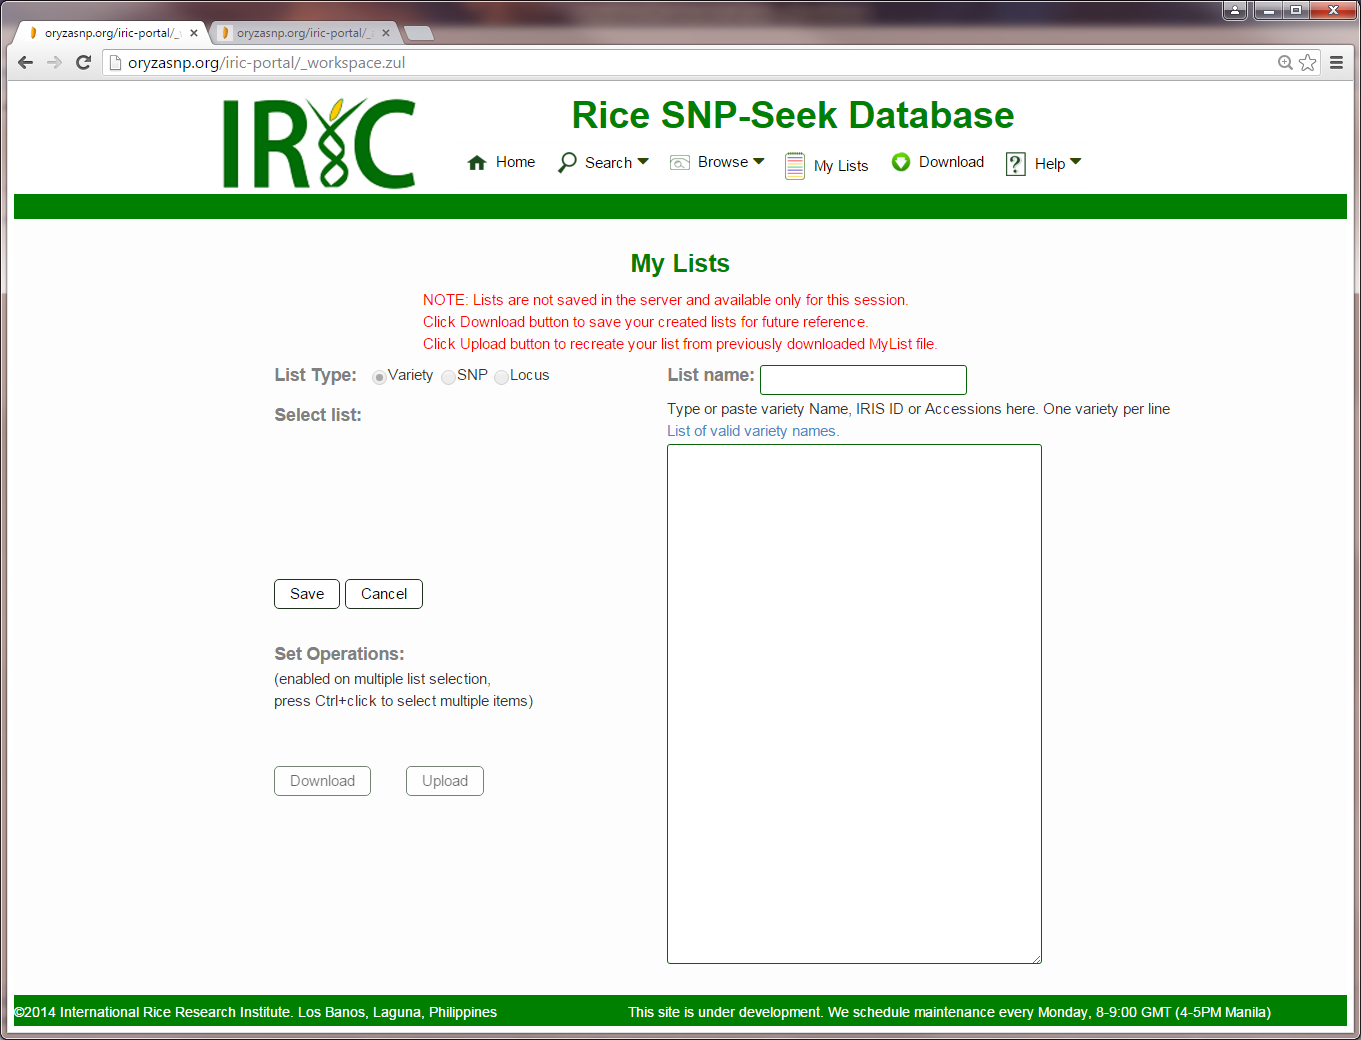 oryzasnp.org/iric-portal/_
oryzasnp.org/iric-portal/_
oryzasnp.org/iric-portal/_workspace.zul
IRIC
Rice SNP-Seek Database
Home Search Browse My Lists Download Help
My Lists
NOTE: Lists are not saved in the server and available only for this session.
Click Download button to save your created lists for future reference.
Click Upload button to recreate your list from previously downloaded MyList file.
List Type: Variety SNP Locus
List name:
Select list:
Type or paste variety Name, IRIS ID or Accessions here. One variety per line
List of valid variety names.
Save Cancel
Set Operations:
(enabled on multiple list selection,
press Ctrl+click to select multiple items)
Download Upload
©2014 International Rice Research Institute. Los Banos, Laguna, Philippines
This site is under development. We schedule maintenance every Monday, 8-9:00 GMT (4-5PM Manila)